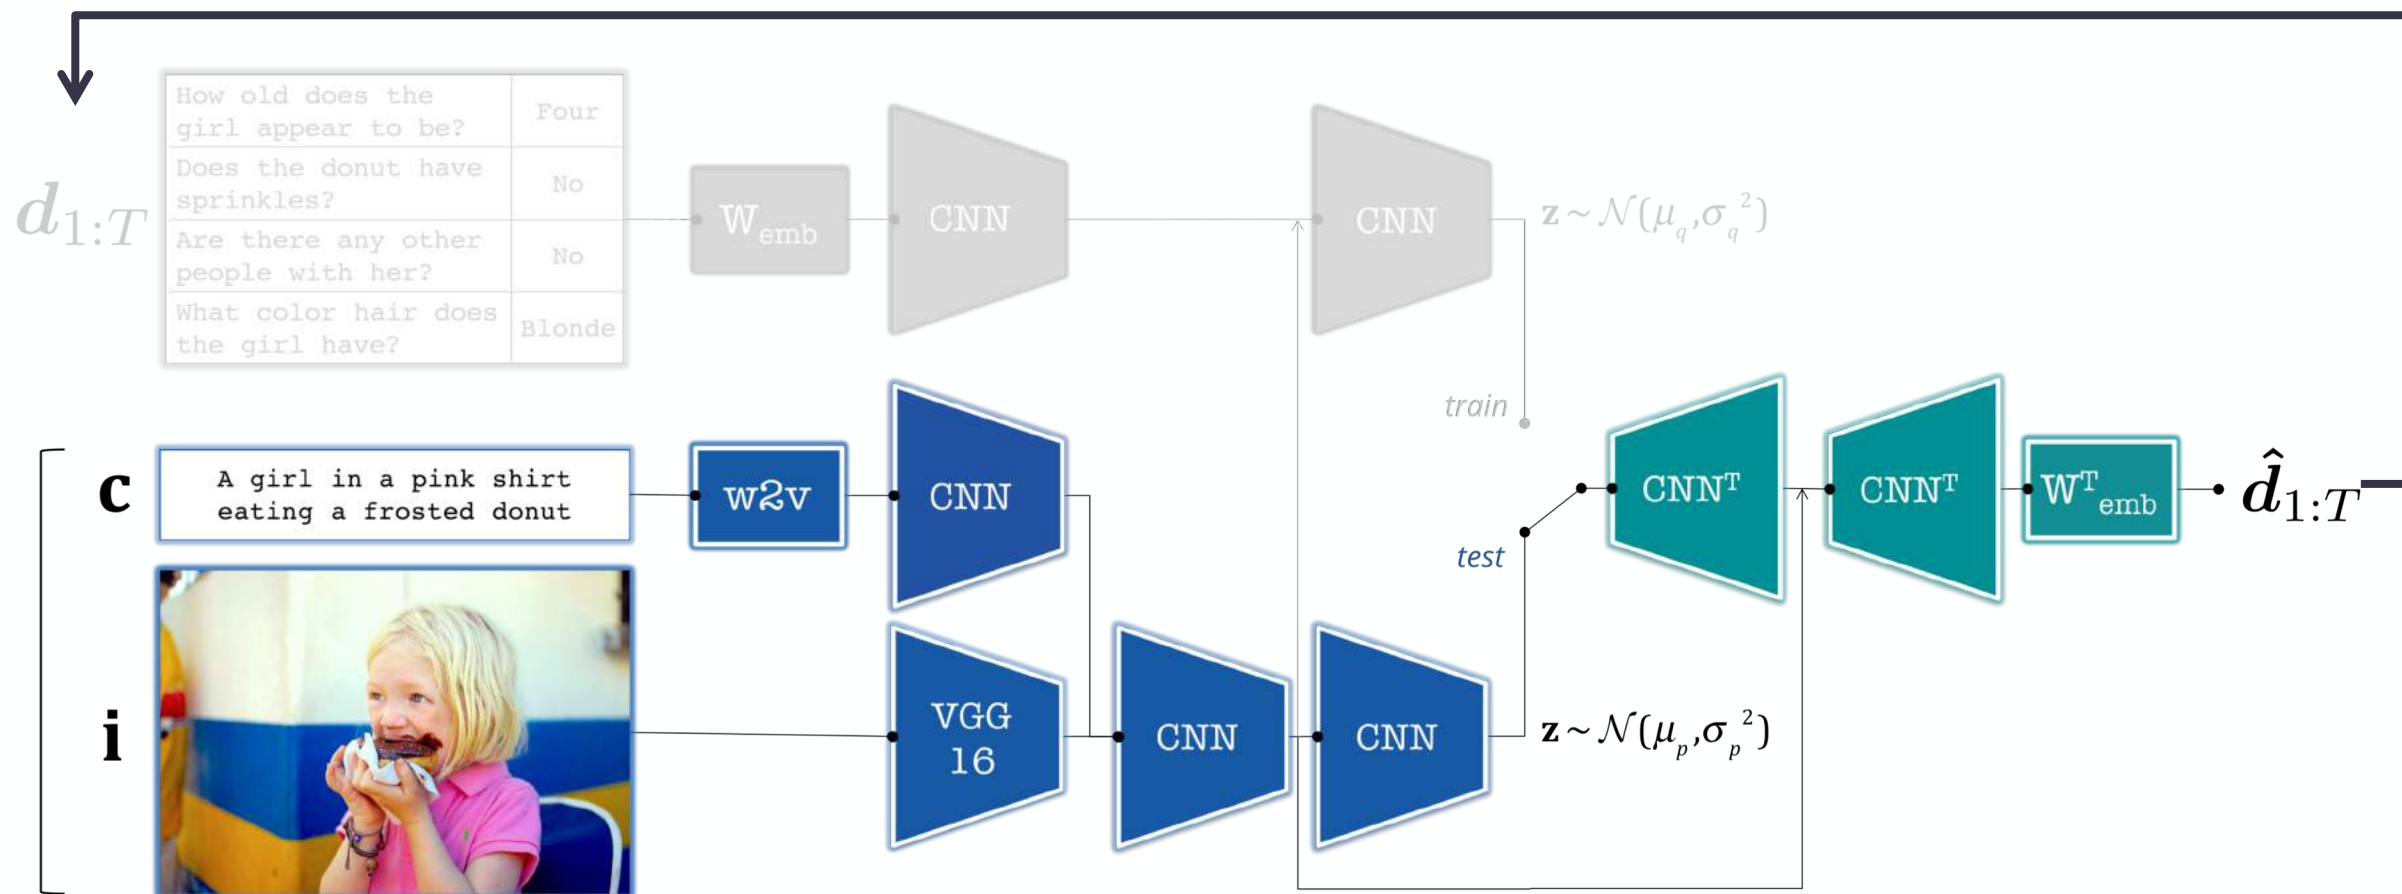 How old does the
girl appear to be?
Four
Does the donut have
sprinkles?
No
Are there any other
people with her?
No
What color hair does
the girl have?
Blonde
d1:T
Wemb
CNN
CNN
z ~ N(μq,σq²)
train
c
A girl in a pink shirt
eating a frosted donut
w2v
CNN
test
CNNᵀ
CNNᵀ
Wᵀemb
d̂1:T
i
VGG
16
CNN
CNN
z ~ N(μp,σp²)